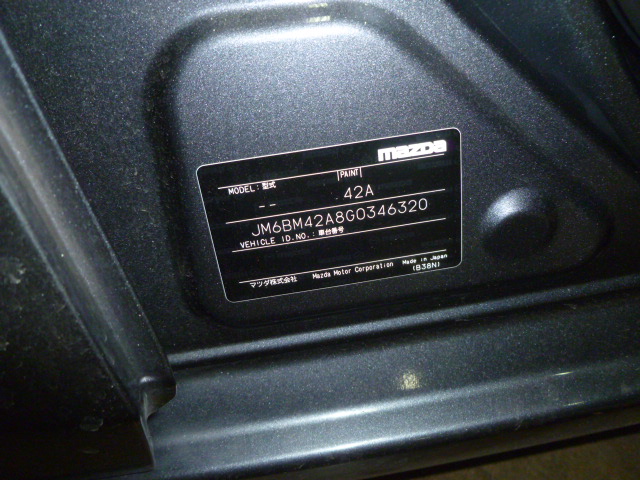 mazda
MODEL: 型式 PAINT
-- 42A
JM6BM42A8G0346320
VEHICLE ID.NO.: 車台番号
マツダ株式会社 Mazda Motor Corporation Made in Japan
(B38N)